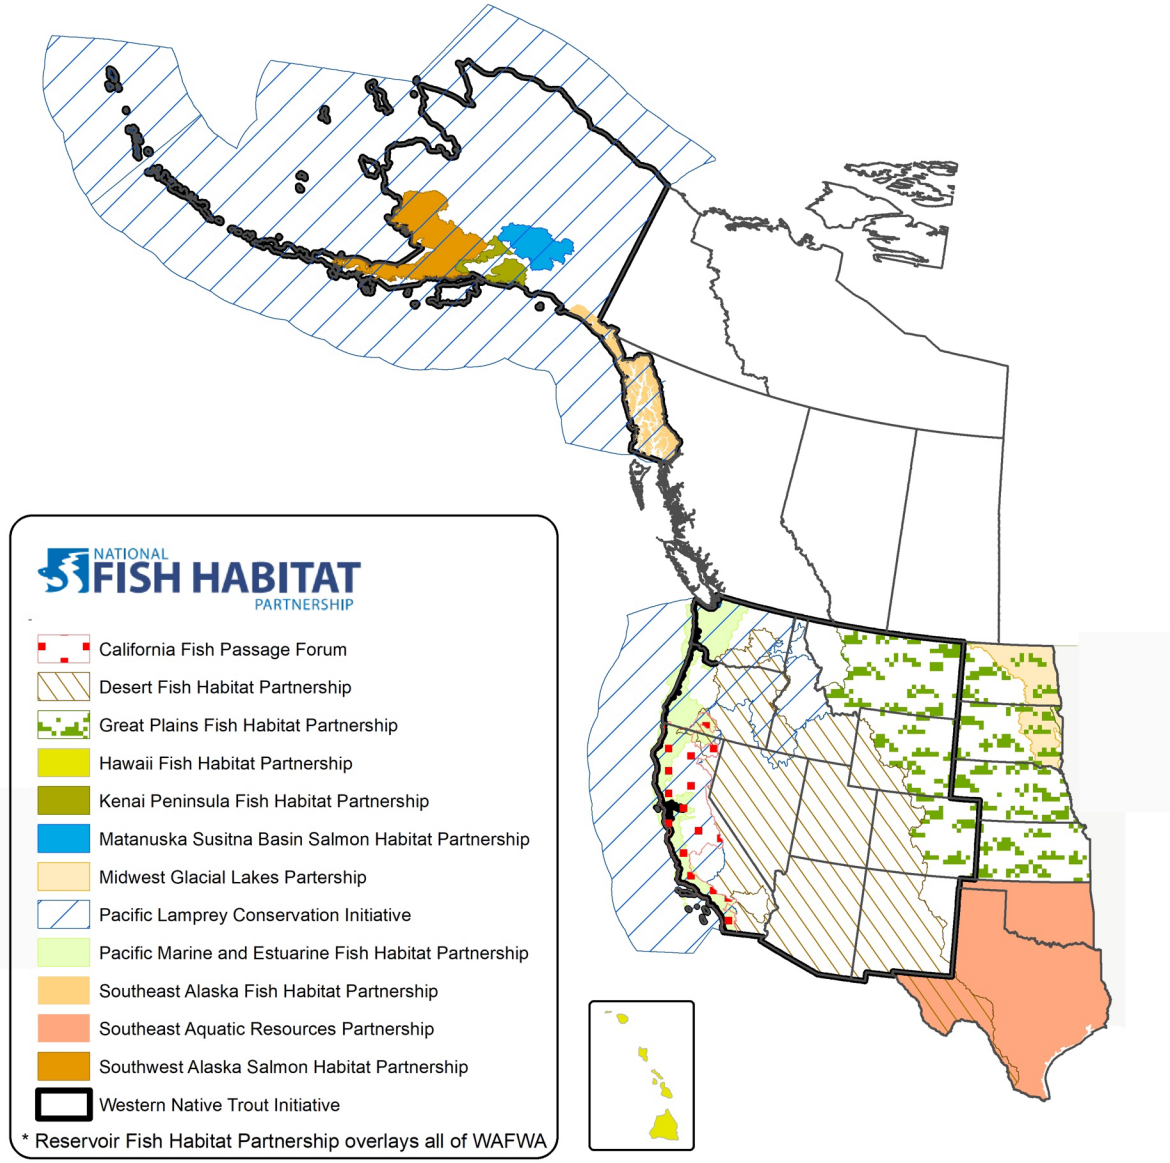 NATIONAL
FISH HABITAT
PARTNERSHIP
California Fish Passage Forum
Desert Fish Habitat Partnership
Great Plains Fish Habitat Partnership
Hawaii Fish Habitat Partnership
Kenai Peninsula Fish Habitat Partnership
Matanuska Susitna Basin Salmon Habitat Partnership
Midwest Glacial Lakes Partership
Pacific Lamprey Conservation Initiative
Pacific Marine and Estuarine Fish Habitat Partnership
Southeast Alaska Fish Habitat Partnership
Southeast Aquatic Resources Partnership
Southwest Alaska Salmon Habitat Partnership
Western Native Trout Initiative
* Reservoir Fish Habitat Partnership overlays all of WAFWA